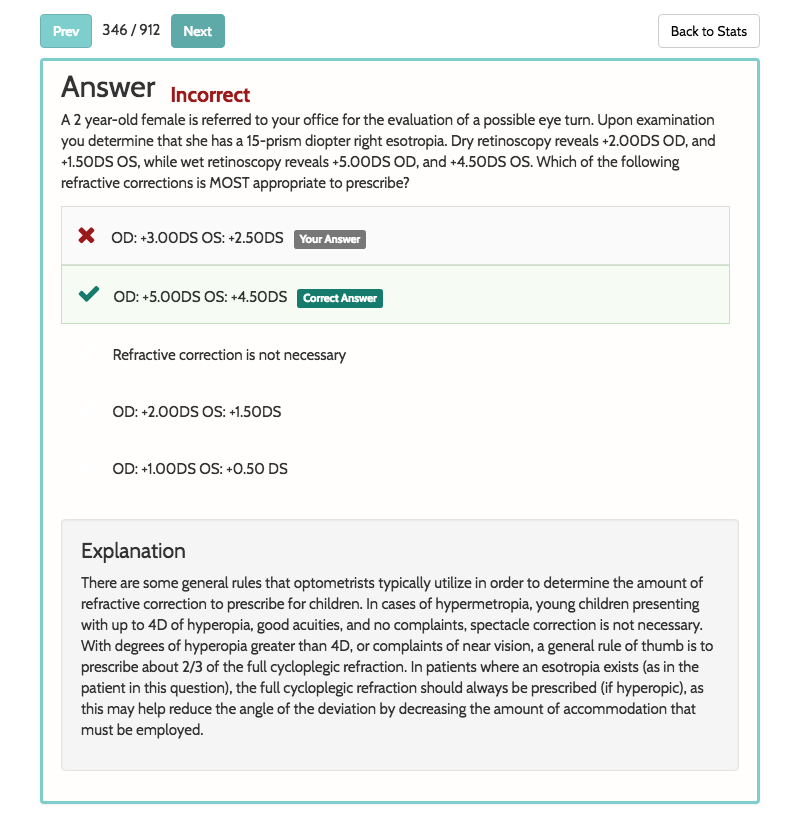 Prev 346 / 912 Next Back to Stats
Answer Incorrect
A 2 year-old female is referred to your office for the evaluation of a possible eye turn. Upon examination
you determine that she has a 15-prism diopter right esotropia. Dry retinoscopy reveals +2.00DS OD, and
+1.50DS OS, while wet retinoscopy reveals +5.00DS OD, and +4.50DS OS. Which of the following
refractive corrections is MOST appropriate to prescribe?
OD: +3.00DS OS: +2.50DS Your Answer
OD: +5.00DS OS: +4.50DS Correct Answer
Refractive correction is not necessary
OD: +2.00DS OS: +1.50DS
OD: +1.00DS OS: +0.50 DS
Explanation
There are some general rules that optometrists typically utilize in order to determine the amount of
refractive correction to prescribe for children. In cases of hypermetropia, young children presenting
with up to 4D of hyperopia, good acuities, and no complaints, spectacle correction is not necessary.
With degrees of hyperopia greater than 4D, or complaints of near vision, a general rule of thumb is to
prescribe about 2/3 of the full cycloplegic refraction. In patients where an esotropia exists (as in the
patient in this question), the full cycloplegic refraction should always be prescribed (if hyperopic), as
this may help reduce the angle of the deviation by decreasing the amount of accommodation that
must be employed.